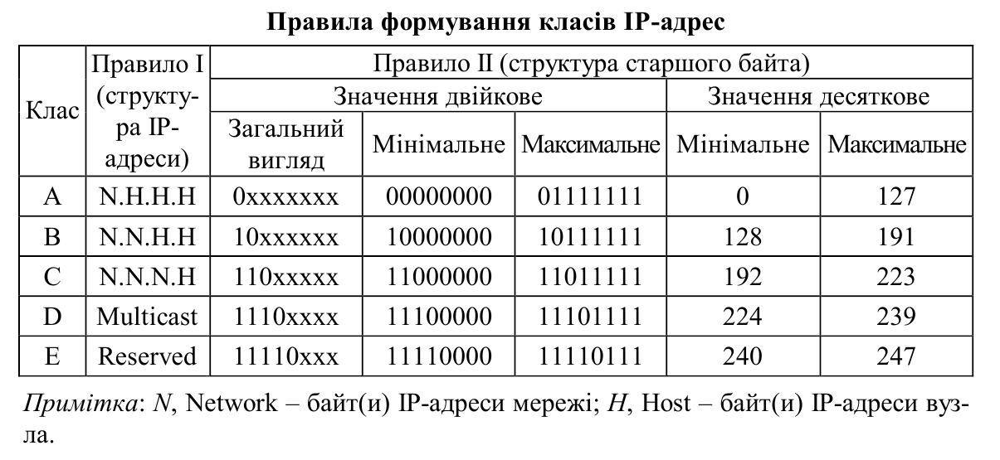 Правила формування класів IP-адрес
Клас
Правило I
(структу-
ра IP-
адреси)
Правило II (структура старшого байта)
Значення двійкове
Значення десяткове
Загальний
вигляд
Мінімальне
Максимальне
Мінімальне
Максимальне
A N.H.H.H 0xxxxxxx 00000000 01111111 0 127
B N.N.H.H 10xxxxxx 10000000 10111111 128 191
C N.N.N.H 110xxxxx 11000000 11011111 192 223
D Multicast 1110xxxx 11100000 11101111 224 239
E Reserved 11110xxx 11110000 11110111 240 247
Примітка: N, Network – байт(и) IP-адреси мережі; H, Host – байт(и) IP-адреси вуз-
ла.